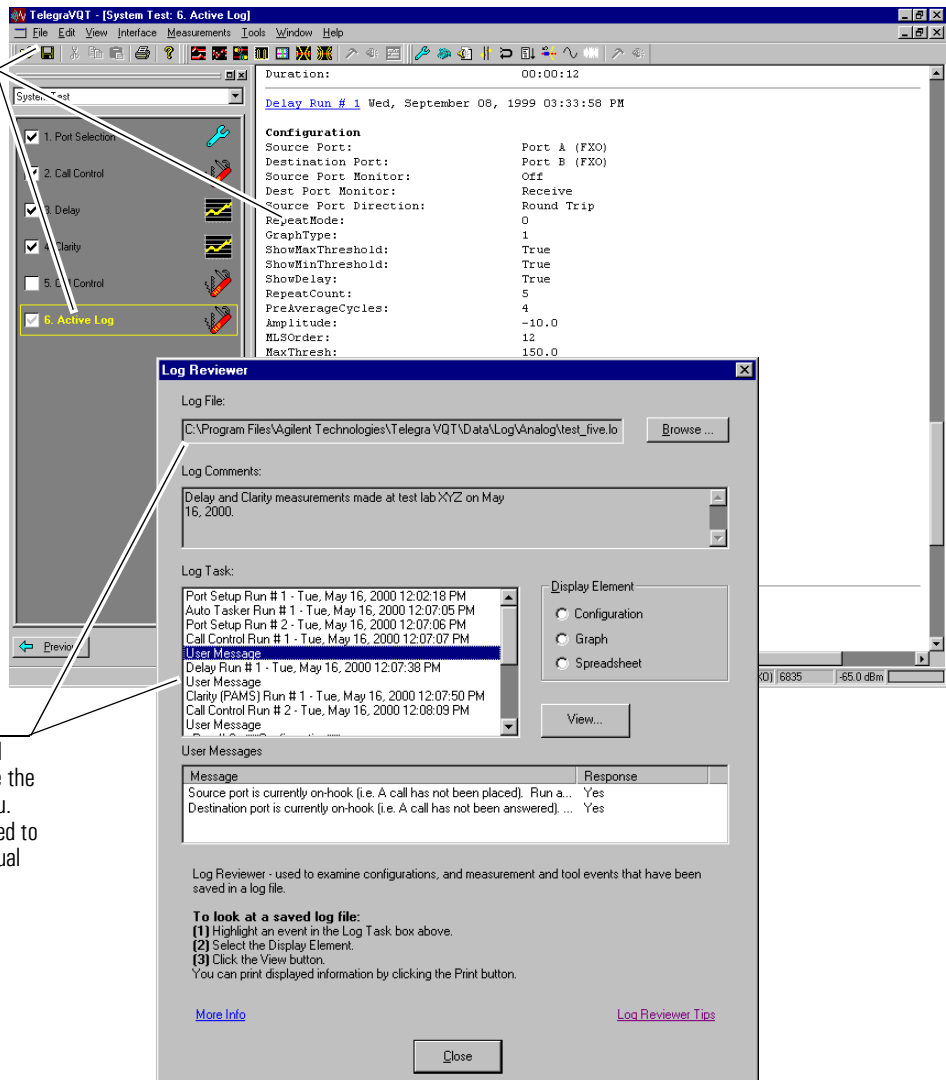 TelegraVQT - [System Test: 6. Active Log]
File Edit View Interface Measurements Tools Window Help
System Test
1. Port Selection
2. Call Control
3. Delay
4. Clarity
5. Call Control
6. Active Log
Previous
Duration: 00:00:12
Delay Run # 1 Wed, September 08, 1999 03:33:58 PM
Configuration
Source Port: Port A (FXO)
Destination Port: Port B (FXO)
Source Port Monitor: Off
Dest Port Monitor: Receive
Source Port Direction: Round Trip
RepeatMode: 0
GraphType: 1
ShowMaxThreshold: True
ShowMinThreshold: True
ShowDelay: True
RepeatCount: 5
PreAverageCycles: 4
Amplitude: -10.0
MLSOrder: 12
MaxThresh: 150.0
XO) 6835 -65.0 dBm
Log Reviewer
Log File:
C:\Program Files\Agilent Technologies\Telegra VQT\Data\Log\Analog\test_five.lo
Browse ...
Log Comments:
Delay and Clarity measurements made at test lab XYZ on May
16, 2000.
Log Task:
Port Setup Run # 1 - Tue, May 16, 2000 12:02:18 PM
Auto Tasker Run # 1 - Tue, May 16, 2000 12:07:05 PM
Port Setup Run # 2 - Tue, May 16, 2000 12:07:06 PM
Call Control Run # 1 - Tue, May 16, 2000 12:07:07 PM
User Message
Delay Run # 1 - Tue, May 16, 2000 12:07:38 PM
User Message
Clarity (PAMS) Run # 1 - Tue, May 16, 2000 12:07:50 PM
Call Control Run # 2 - Tue, May 16, 2000 12:08:09 PM
User Message
Display Element
Configuration
Graph
Spreadsheet
View...
User Messages
Message Response
Source port is currently on-hook (i.e. A call has not been placed). Run a... Yes
Destination port is currently on-hook (i.e. A call has not been answered). ... Yes
Log Reviewer - used to examine configurations, and measurement and tool events that have been
saved in a log file.
To look at a saved log file:
(1) Highlight an event in the Log Task box above.
(2) Select the Display Element.
(3) Click the View button.
You can print displayed information by clicking the Print button.
More Info
Log Reviewer Tips
Close
the
u.
ed to
ual